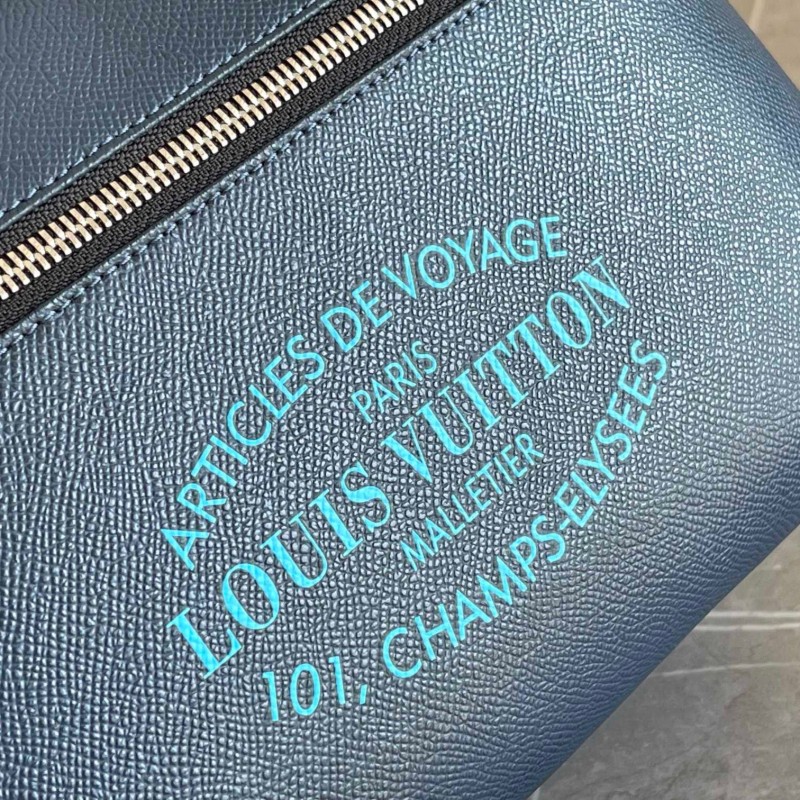 ARTICLES DE VOYAGE
PARIS
LOUIS VUITTON
MALLETIER
101, CHAMPS-ELYSEES